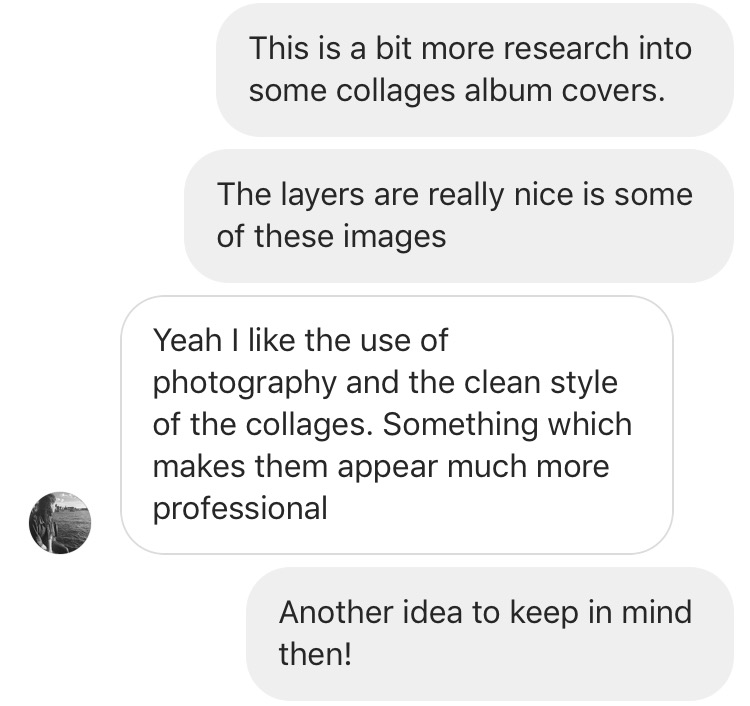 This is a bit more research into
some collages album covers.
The layers are really nice is some
of these images
Yeah I like the use of
photography and the clean style
of the collages. Something which
makes them appear much more
professional
Another idea to keep in mind
then!